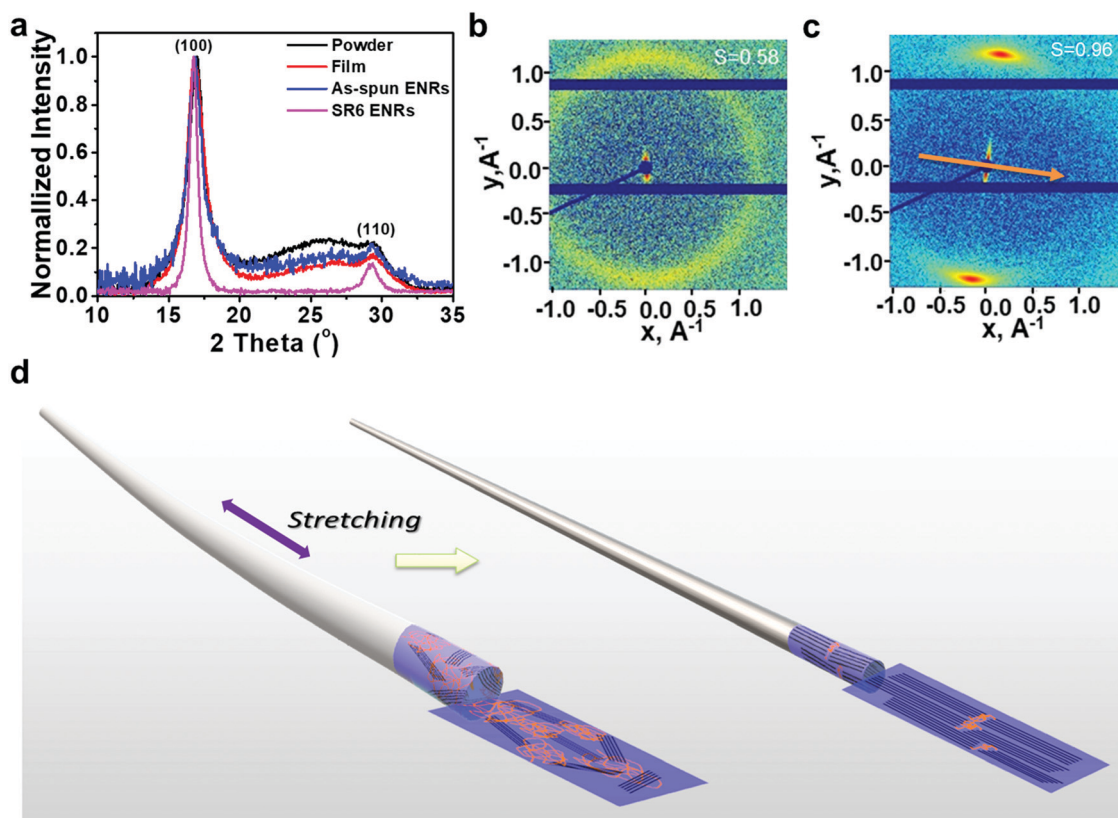 a
(100)
Powder
Film
As-spun ENRs
SR6 ENRs
(110)
Normallized Intensity
1.0
0.8
0.6
0.4
0.2
0.0
10 15 20 25 30 35
2 Theta (°)
b
S=0.58
y,A⁻¹
1.0
0.5
0.0
-0.5
-1.0
-1.0 -0.5 0.0 0.5 1.0
x, A⁻¹
c
S=0.96
y,A⁻¹
1.0
0.5
0.0
-0.5
-1.0
-1.0 -0.5 0.0 0.5 1.0
x, A⁻¹
d
Stretching